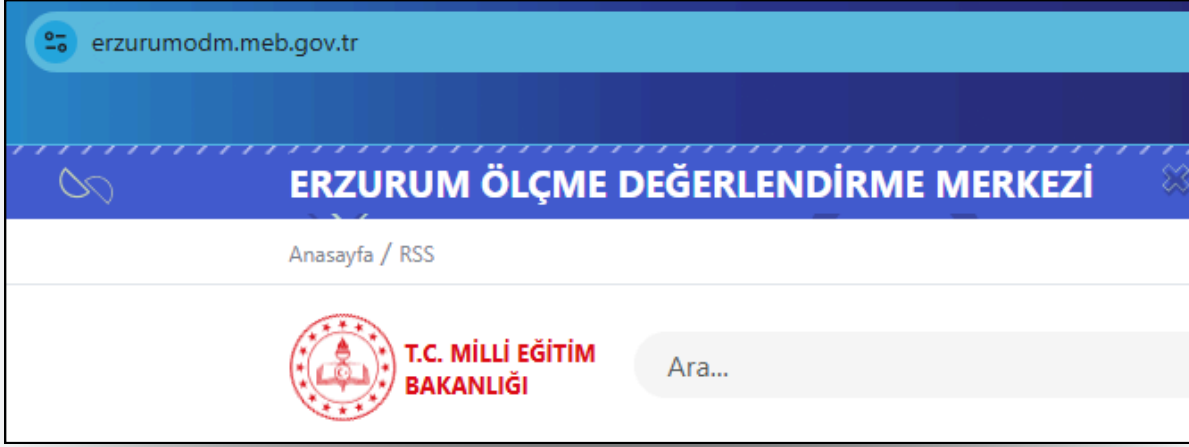 erzurumodm.meb.gov.tr
ERZURUM ÖLÇME DEĞERLENDİRME MERKEZİ
Anasayfa / RSS
T.C. MİLLİ EĞİTİM
BAKANLIĞI
Ara...